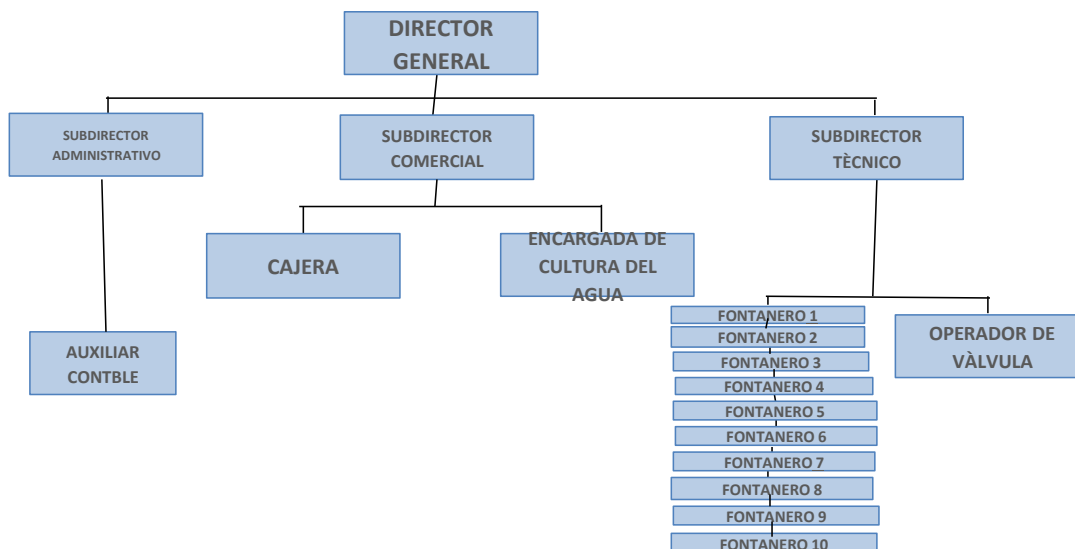 DIRECTOR
GENERAL
SUBDIRECTOR
ADMINISTRATIVO
SUBDIRECTOR
COMERCIAL
SUBDIRECTOR
TÈCNICO
CAJERA
ENCARGADA DE
CULTURA DEL
AGUA
AUXILIAR
CONTBLE
FONTANERO 1
FONTANERO 2
FONTANERO 3
FONTANERO 4
FONTANERO 5
FONTANERO 6
FONTANERO 7
FONTANERO 8
FONTANERO 9
FONTANERO 10
OPERADOR DE
VÀLVULA